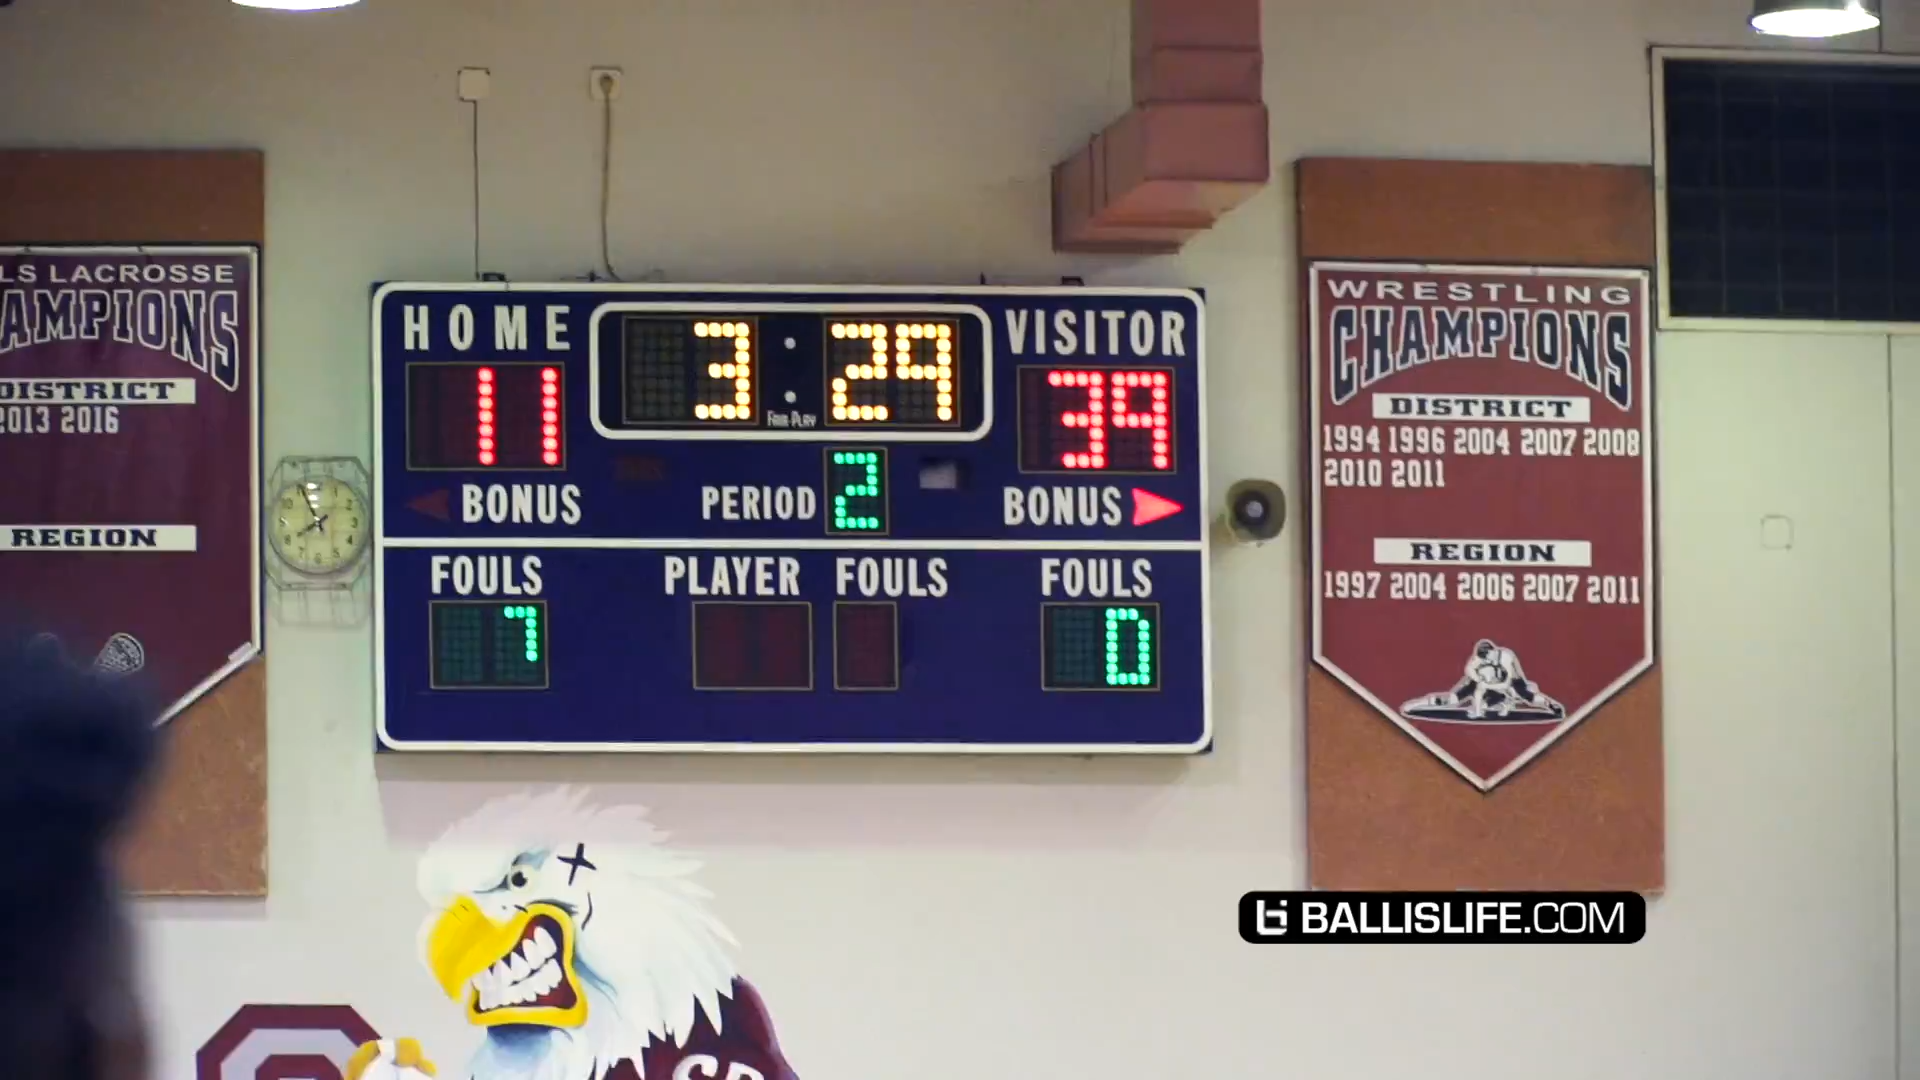 LS LACROSSE
AMPIONS
DISTRICT
2013 2016
REGION
HOME
3:29
VISITOR
11
FAIR-PLAY
39
BONUS
PERIOD
2
BONUS
FOULS
PLAYER
FOULS
FOULS
7
0
WRESTLING
CHAMPIONS
DISTRICT
1994 1996 2004 2007 2008
2010 2011
REGION
1997 2004 2006 2007 2011
BALLISLIFE.COM